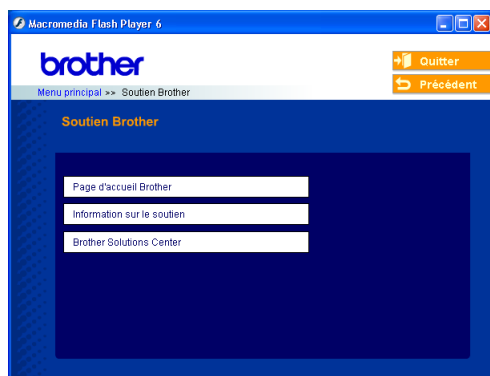 Macromedia Flash Player 6
brother
Quitter
Précédent
Menu principal >> Soutien Brother
Soutien Brother
Page d'accueil Brother
Information sur le soutien
Brother Solutions Center